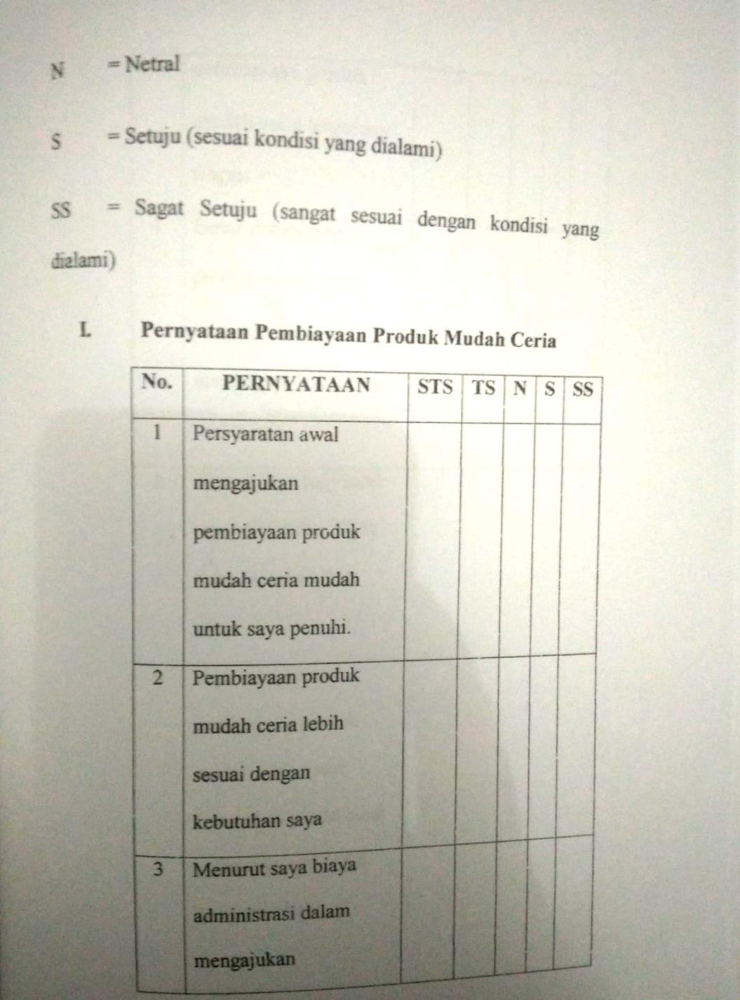 N = Netral
S = Setuju (sesuai kondisi yang dialami)
SS = Sagat Setuju (sangat sesuai dengan kondisi yang
dialami)
I. Pernyataan Pembiayaan Produk Mudah Ceria
No. PERNYATAAN STS TS N S SS
1 Persyaratan awal
mengajukan
pembiayaan produk
mudah ceria mudah
untuk saya penuhi.
2 Pembiayaan produk
mudah ceria lebih
sesuai dengan
kebutuhan saya
3 Menurut saya biaya
administrasi dalam
mengajukan